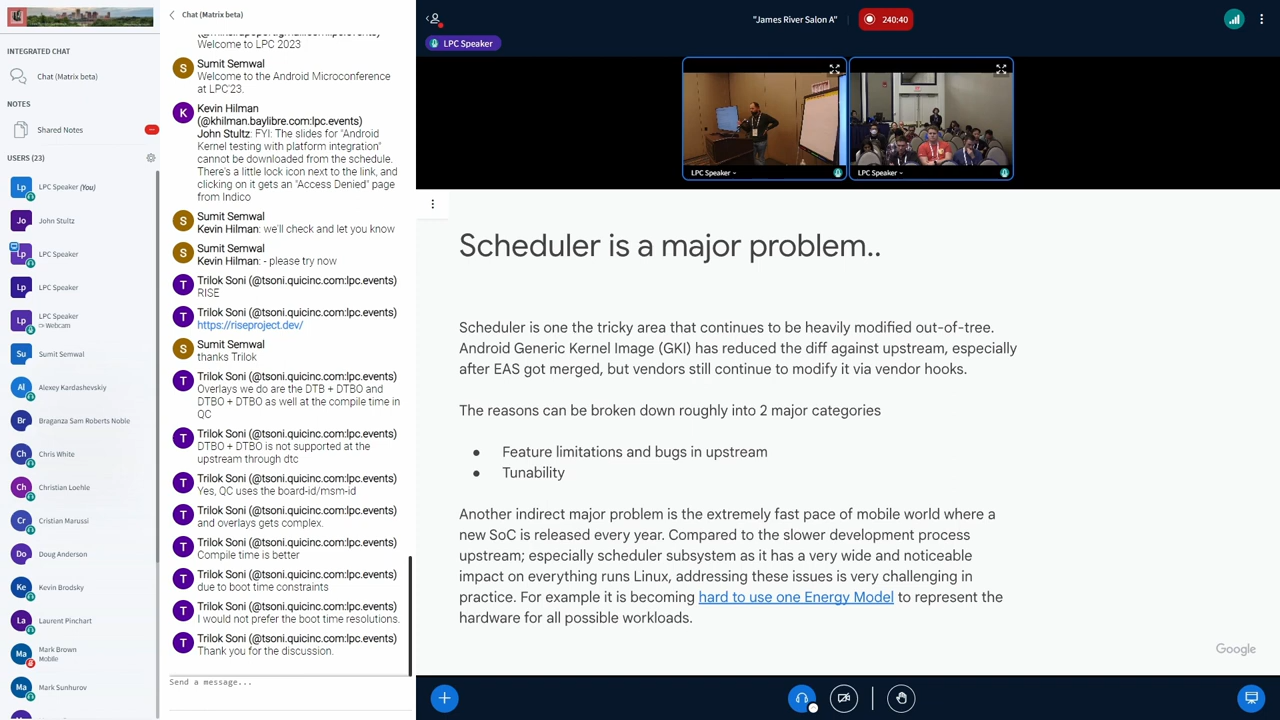 INTEGRATED CHAT
Chat (Matrix beta)
NOTES
Shared Notes
USERS (23)
Lp LPC Speaker (You)
Jo John Stultz
Lp LPC Speaker
Lp LPC Speaker
Lp LPC Speaker
Webcam
Su Sumit Semwal
Al Alexey Kardashevskiy
Br Braganza Sam Roberts Noble
Ch Chris White
Ch Christian Loehle
Cr Cristian Marussi
Do Doug Anderson
Ke Kevin Brodsky
La Laurent Pinchart
Ma Mark Brown
Mobile
Ma Mark Sunhurov
Ma
Chat (Matrix beta)
Welcome to LPC 2023
S Sumit Semwal
Welcome to the Android Microconference
at LPC'23.
K Kevin Hilman
(@khilman.baylibre.com:lpc.events)
John Stultz: FYI: The slides for "Android
Kernel testing with platform integration"
cannot be downloaded from the schedule.
There's a little lock icon next to the link, and
clicking on it gets an "Access Denied" page
from Indico
S Sumit Semwal
Kevin Hilman: we'll check and let you know
S Sumit Semwal
Kevin Hilman: - please try now
T Trilok Soni (@tsoni.quicinc.com:lpc.events)
RISE
T Trilok Soni (@tsoni.quicinc.com:lpc.events)
https://riseproject.dev/
S Sumit Semwal
thanks Trilok
T Trilok Soni (@tsoni.quicinc.com:lpc.events)
Overlays we do are the DTB + DTBO and
DTBO + DTBO as well at the compile time in
QC
T Trilok Soni (@tsoni.quicinc.com:lpc.events)
DTBO + DTBO is not supported at the
upstream through dtc
T Trilok Soni (@tsoni.quicinc.com:lpc.events)
Yes, QC uses the board-id/msm-id
T Trilok Soni (@tsoni.quicinc.com:lpc.events)
and overlays gets complex.
T Trilok Soni (@tsoni.quicinc.com:lpc.events)
Compile time is better
T Trilok Soni (@tsoni.quicinc.com:lpc.events)
due to boot time constraints
T Trilok Soni (@tsoni.quicinc.com:lpc.events)
I would not prefer the boot time resolutions.
T Trilok Soni (@tsoni.quicinc.com:lpc.events)
Thank you for the discussion.
Send a message...
"James River Salon A"
240:40
LPC Speaker
LPC Speaker
LPC Speaker
Scheduler is a major problem..
Scheduler is one the tricky area that continues to be heavily modified out-of-tree.
Android Generic Kernel Image (GKI) has reduced the diff against upstream, especially
after EAS got merged, but vendors still continue to modify it via vendor hooks.
The reasons can be broken down roughly into 2 major categories
● Feature limitations and bugs in upstream
● Tunability
Another indirect major problem is the extremely fast pace of mobile world where a
new SoC is released every year. Compared to the slower development process
upstream; especially scheduler subsystem as it has a very wide and noticeable
impact on everything runs Linux, addressing these issues is very challenging in
practice. For example it is becoming hard to use one Energy Model to represent the
hardware for all possible workloads.
Google